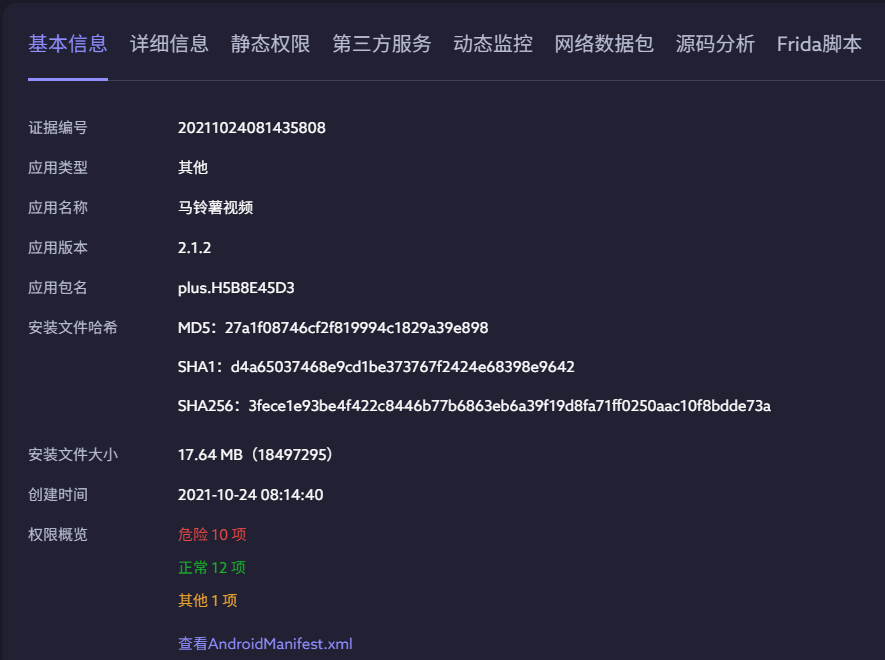 基本信息 详细信息 静态权限 第三方服务 动态监控 网络数据包 源码分析 Frida脚本
证据编号 20211024081435808
应用类型 其他
应用名称 马铃薯视频
应用版本 2.1.2
应用包名 plus.H5B8E45D3
安装文件哈希 MD5：27a1f08746cf2f819994c1829a39e898
SHA1：d4a65037468e9cd1be373767f2424e68398e9642
SHA256：3fece1e93be4f422c8446b77b6863eb6a39f19d8fa71ff0250aac10f8bdde73a
安装文件大小 17.64 MB（18497295）
创建时间 2021-10-24 08:14:40
权限概览 危险 10 项
正常 12 项
其他 1 项
查看AndroidManifest.xml